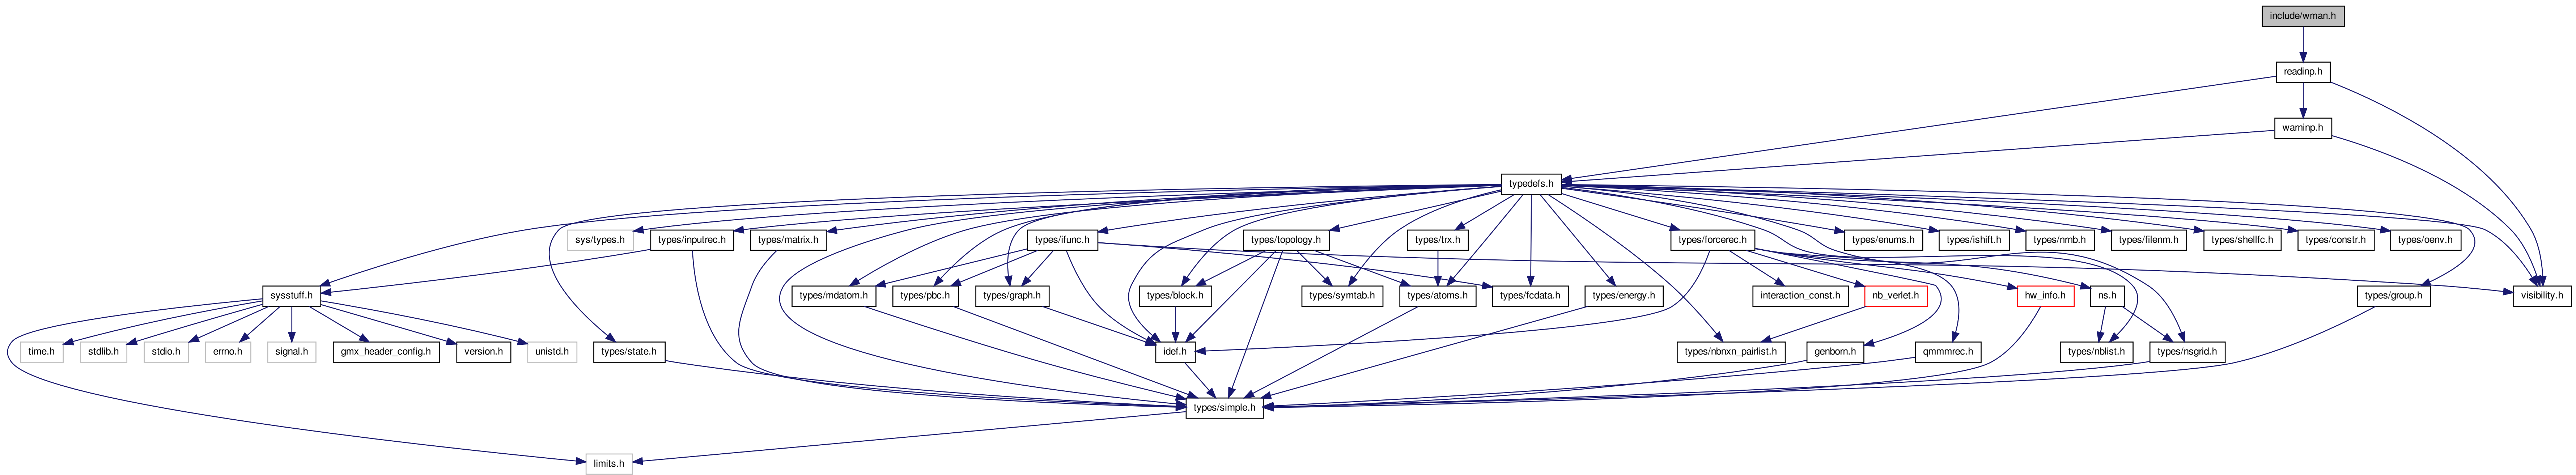 include/wman.h
readinp.h
warninp.h
typedefs.h
sys/types.h
types/inputrec.h
types/matrix.h
types/ifunc.h
types/topology.h
types/trx.h
types/forcerec.h
types/enums.h
types/ishift.h
types/nrnb.h
types/filenm.h
types/shellfc.h
types/constr.h
types/oenv.h
sysstuff.h
types/mdatom.h
types/pbc.h
types/graph.h
types/block.h
types/symtab.h
types/atoms.h
types/fcdata.h
types/energy.h
interaction_const.h
nb_verlet.h
hw_info.h
ns.h
types/group.h
visibility.h
time.h
stdlib.h
stdio.h
errno.h
signal.h
gmx_header_config.h
version.h
unistd.h
types/state.h
idef.h
types/nbnxn_pairlist.h
genborn.h
qmmmrec.h
types/nblist.h
types/nsgrid.h
types/simple.h
limits.h